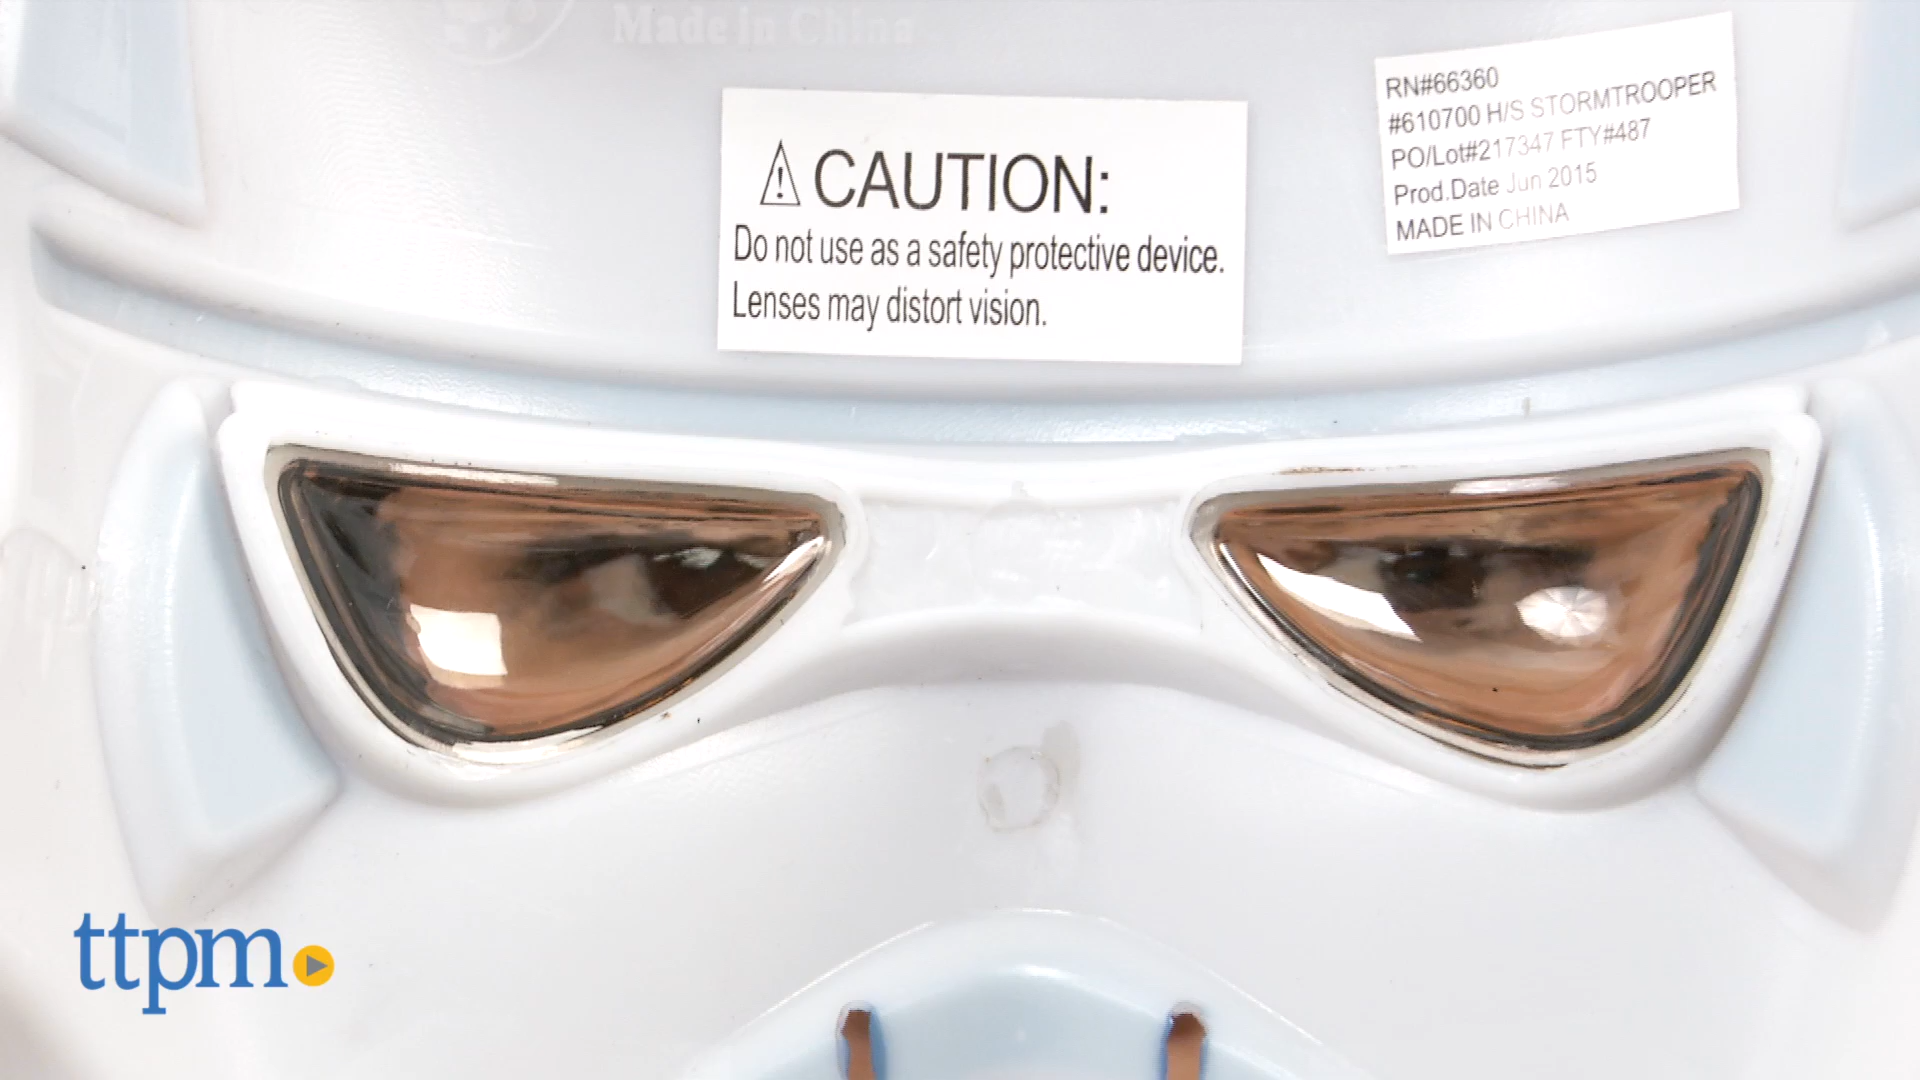 Made in China
RN#66360
#610700 H/S STORMTROOPER
PO/Lot#217347 FTY#487
Prod.Date Jun 2015
MADE IN CHINA
CAUTION:
Do not use as a safety protective device.
Lenses may distort vision.
ttpm